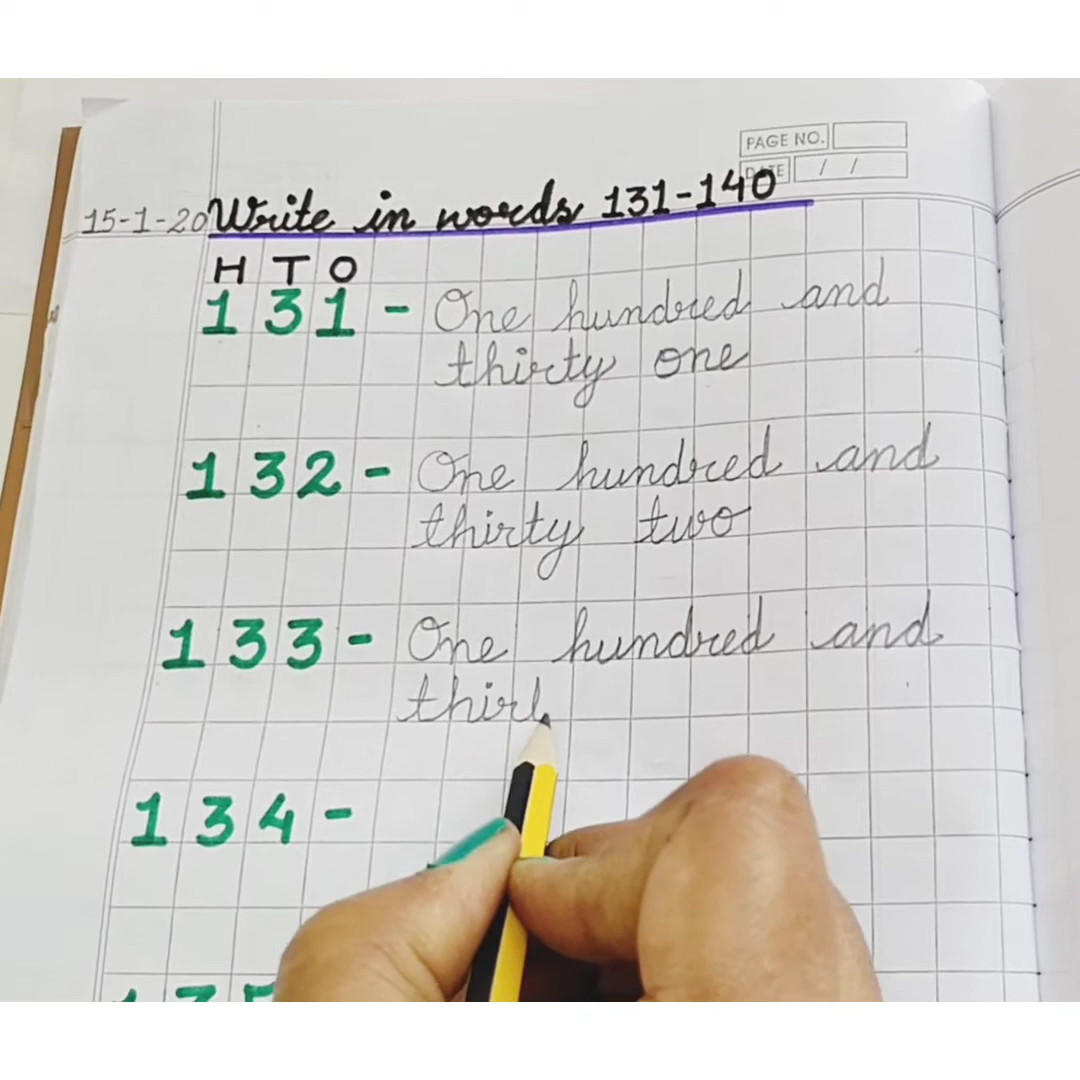 PAGE NO.
DATE / /
15-1-20 Write in words 131-140
H T O
131 - One hundred and
thirty one
132 - One hundred and
thirty two
133 - One hundred and
thirt
134 -
135